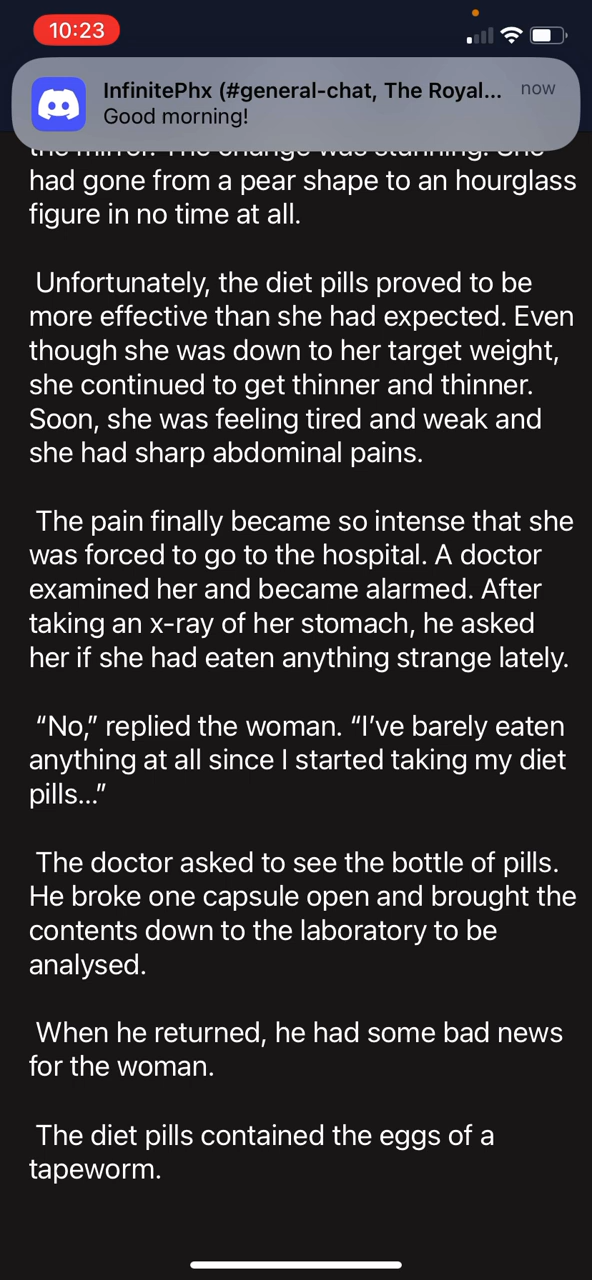 10:23
InfinitePhx (#general-chat, The Royal...
now
Good morning!
the mirror. The change was stunning. She
had gone from a pear shape to an hourglass
figure in no time at all.
Unfortunately, the diet pills proved to be
more effective than she had expected. Even
though she was down to her target weight,
she continued to get thinner and thinner.
Soon, she was feeling tired and weak and
she had sharp abdominal pains.
The pain finally became so intense that she
was forced to go to the hospital. A doctor
examined her and became alarmed. After
taking an x-ray of her stomach, he asked
her if she had eaten anything strange lately.
“No,” replied the woman. “I’ve barely eaten
anything at all since I started taking my diet
pills...”
The doctor asked to see the bottle of pills.
He broke one capsule open and brought the
contents down to the laboratory to be
analysed.
When he returned, he had some bad news
for the woman.
The diet pills contained the eggs of a
tapeworm.